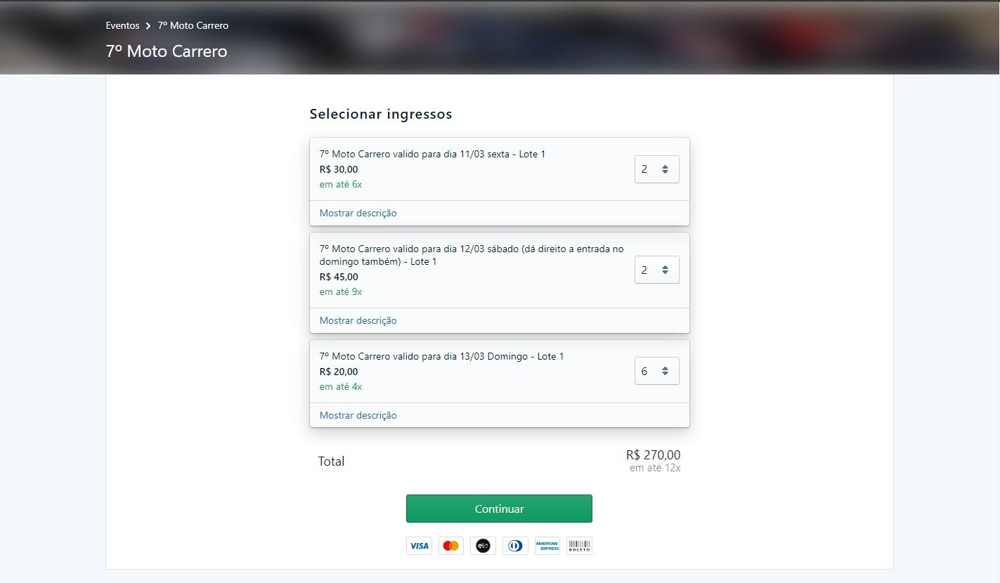 Eventos > 7º Moto Carrero
7º Moto Carrero
Selecionar ingressos
7º Moto Carrero valido para dia 11/03 sexta - Lote 1
R$ 30,00
em até 6x
2
Mostrar descrição
7º Moto Carrero valido para dia 12/03 sábado (dá direito a entrada no
domingo também) - Lote 1
R$ 45,00
em até 9x
2
Mostrar descrição
7º Moto Carrero valido para dia 13/03 Domingo - Lote 1
R$ 20,00
em até 4x
6
Mostrar descrição
Total
R$ 270,00
em até 12x
Continuar
VISA
elo
AMERICAN
EXPRESS
BOLETO